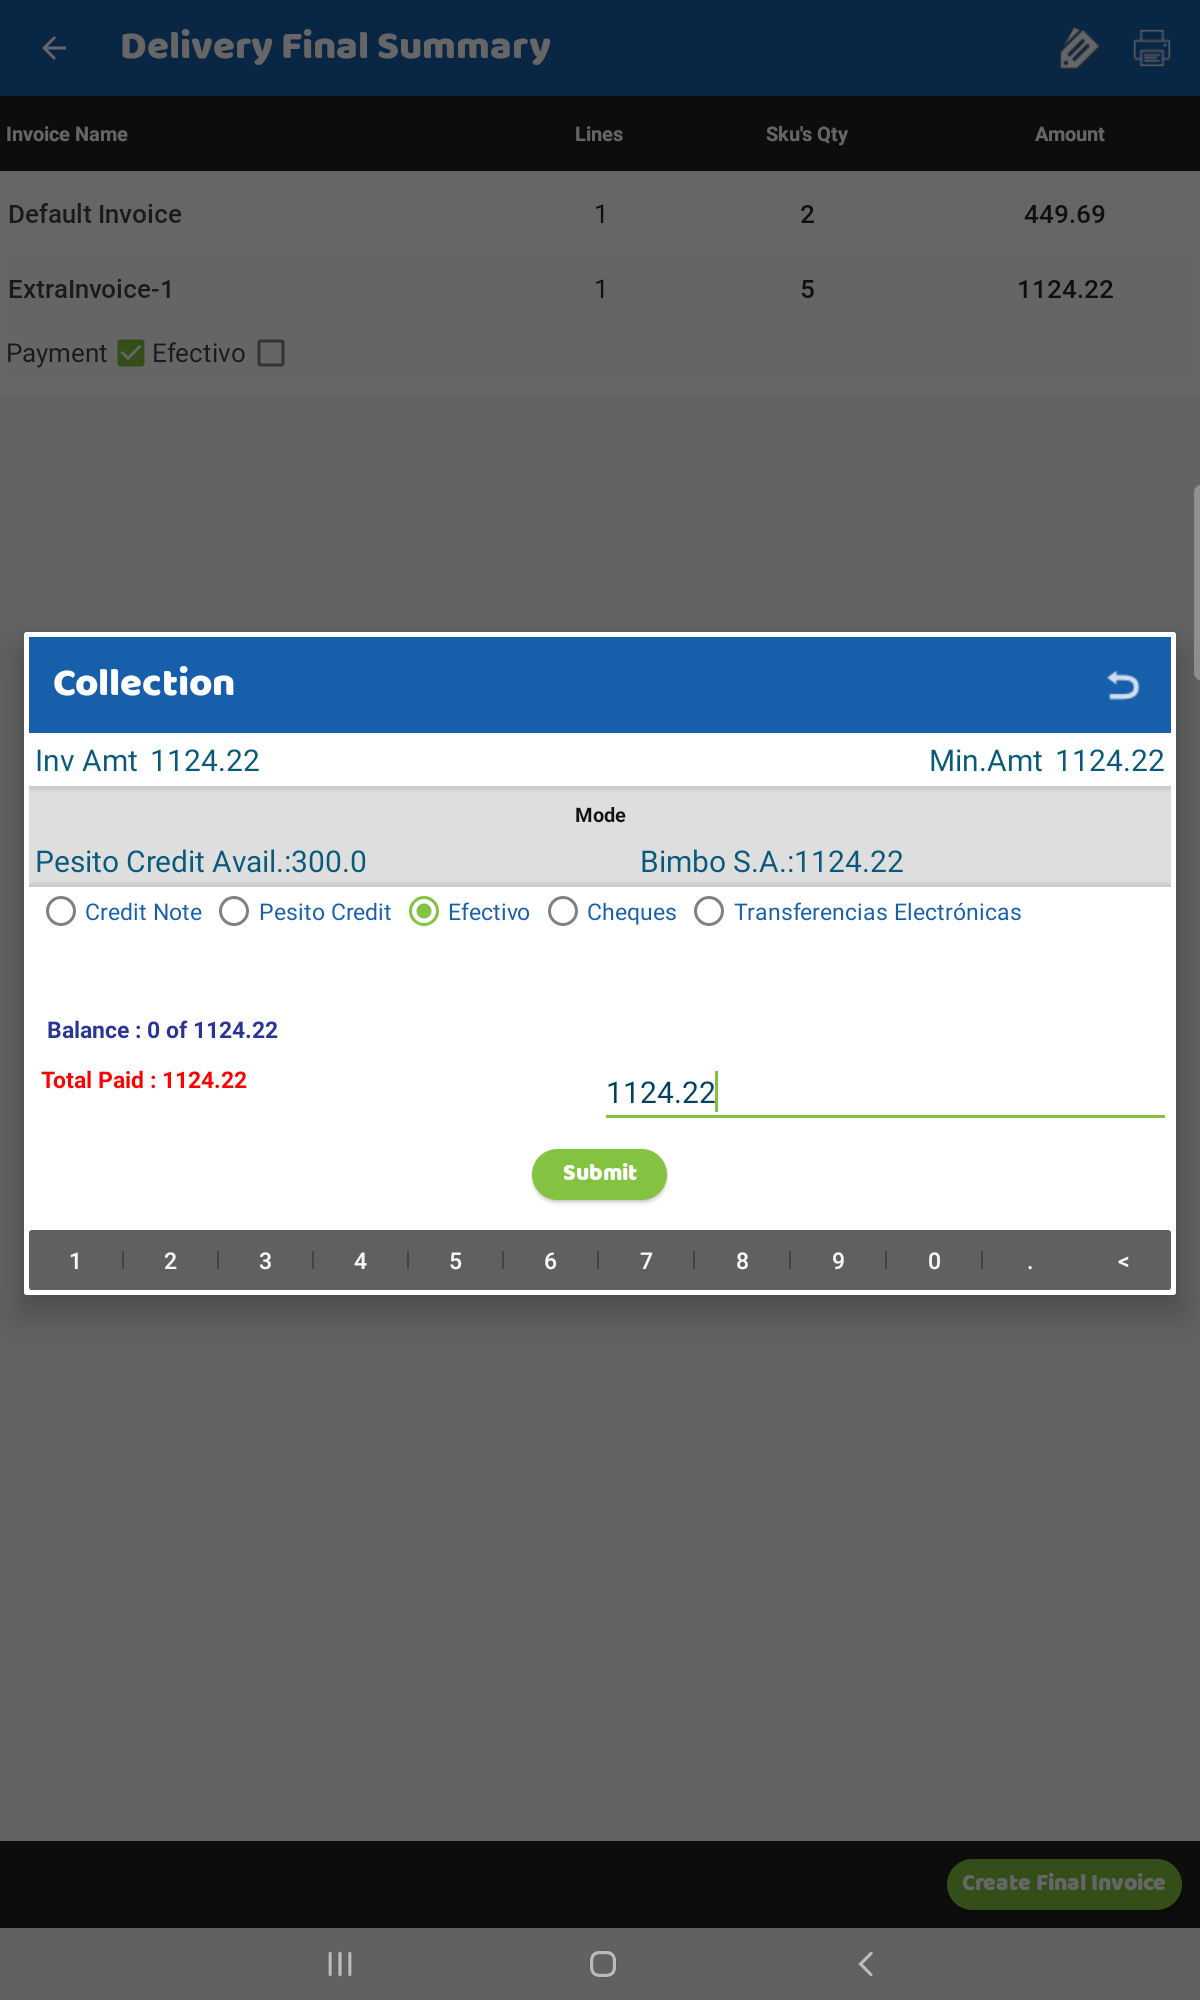 Delivery Final Summary
Invoice Name Lines Sku's Qty Amount
Default Invoice 1 2 449.69
ExtraInvoice-1 1 5 1124.22
Payment Efectivo
Collection
Inv Amt 1124.22 Min.Amt 1124.22
Mode
Pesito Credit Avail.:300.0 Bimbo S.A.:1124.22
Credit Note Pesito Credit Efectivo Cheques Transferencias Electrónicas
Balance : 0 of 1124.22
Total Paid : 1124.22
1124.22
Submit
1 2 3 4 5 6 7 8 9 0 . <
Create Final Invoice